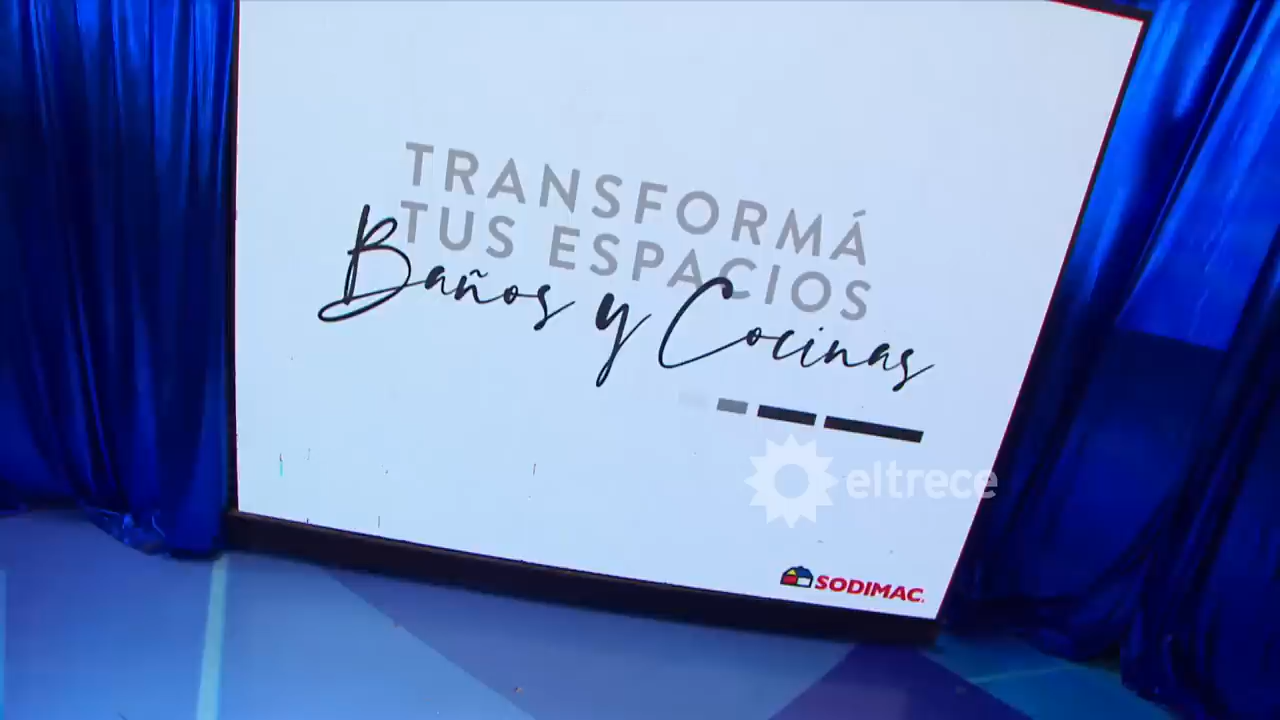 TRANSFORMÁ
TUS ESPACIOS
Baños y Cocinas
eltrece
SODIMAC